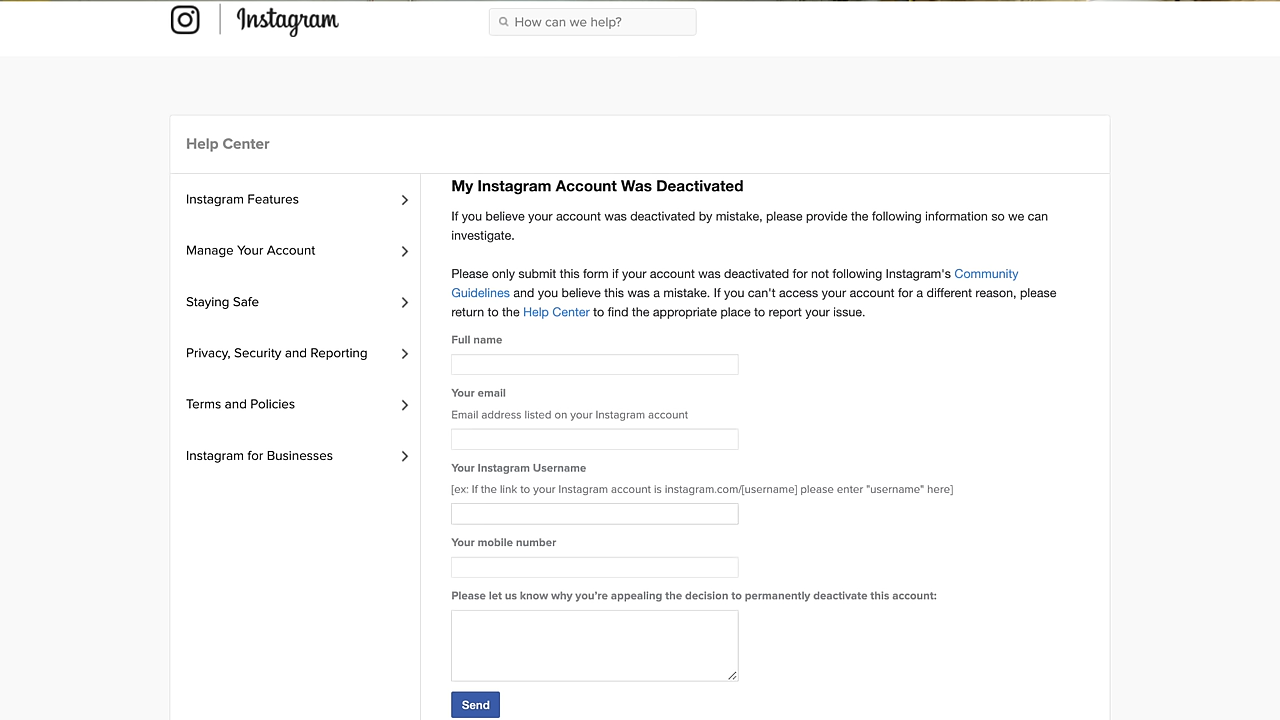 Instagram
How can we help?
Help Center
Instagram Features
Manage Your Account
Staying Safe
Privacy, Security and Reporting
Terms and Policies
Instagram for Businesses
My Instagram Account Was Deactivated
If you believe your account was deactivated by mistake, please provide the following information so we can
investigate.
Please only submit this form if your account was deactivated for not following Instagram's Community
Guidelines and you believe this was a mistake. If you can't access your account for a different reason, please
return to the Help Center to find the appropriate place to report your issue.
Full name
Your email
Email address listed on your Instagram account
Your Instagram Username
[ex: If the link to your Instagram account is instagram.com/[username] please enter "username" here]
Your mobile number
Please let us know why you're appealing the decision to permanently deactivate this account:
Send